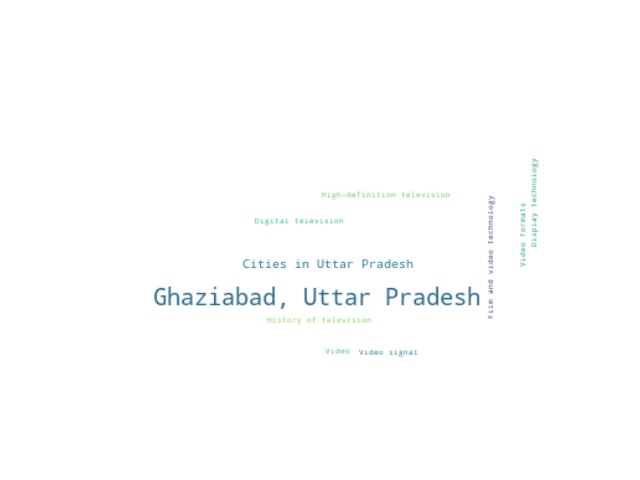 High-definition television
Digital television
Cities in Uttar Pradesh
Ghaziabad, Uttar Pradesh
History of television
Video
Video signal
Film and video technology
Video formats
Display technology